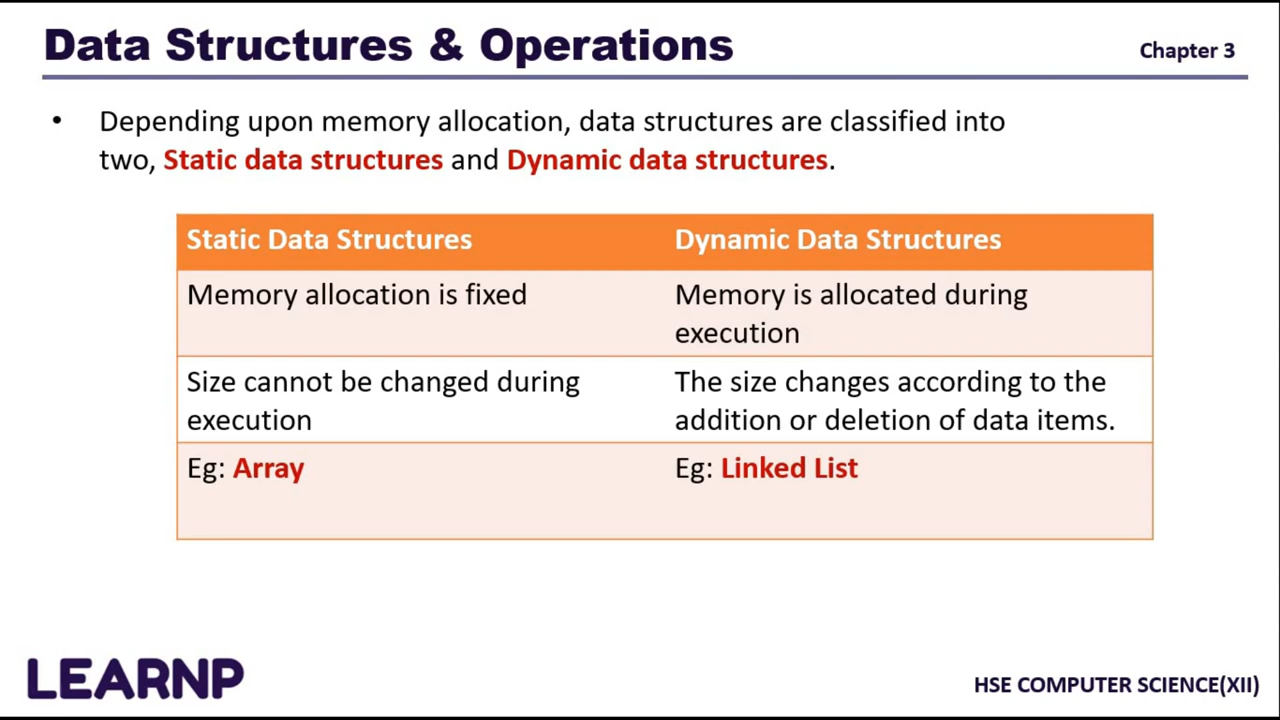 Data Structures & Operations
Chapter 3
• Depending upon memory allocation, data structures are classified into
two, Static data structures and Dynamic data structures.
Static Data Structures
Dynamic Data Structures
Memory allocation is fixed
Memory is allocated during
execution
Size cannot be changed during
execution
The size changes according to the
addition or deletion of data items.
Eg: Array
Eg: Linked List
LEARNP
HSE COMPUTER SCIENCE(XII)